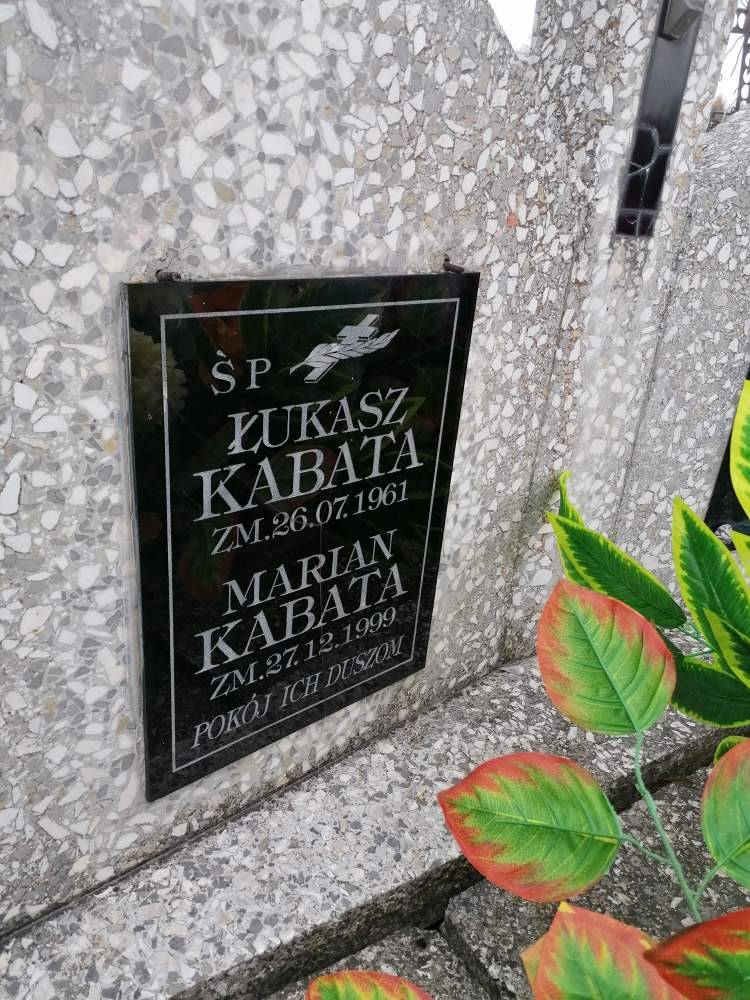 ŚP
ŁUKASZ
KABATA
ZM.26.07.1961
MARIAN
KABATA
ZM.27.12.1999
POKÓJ ICH DUSZOM